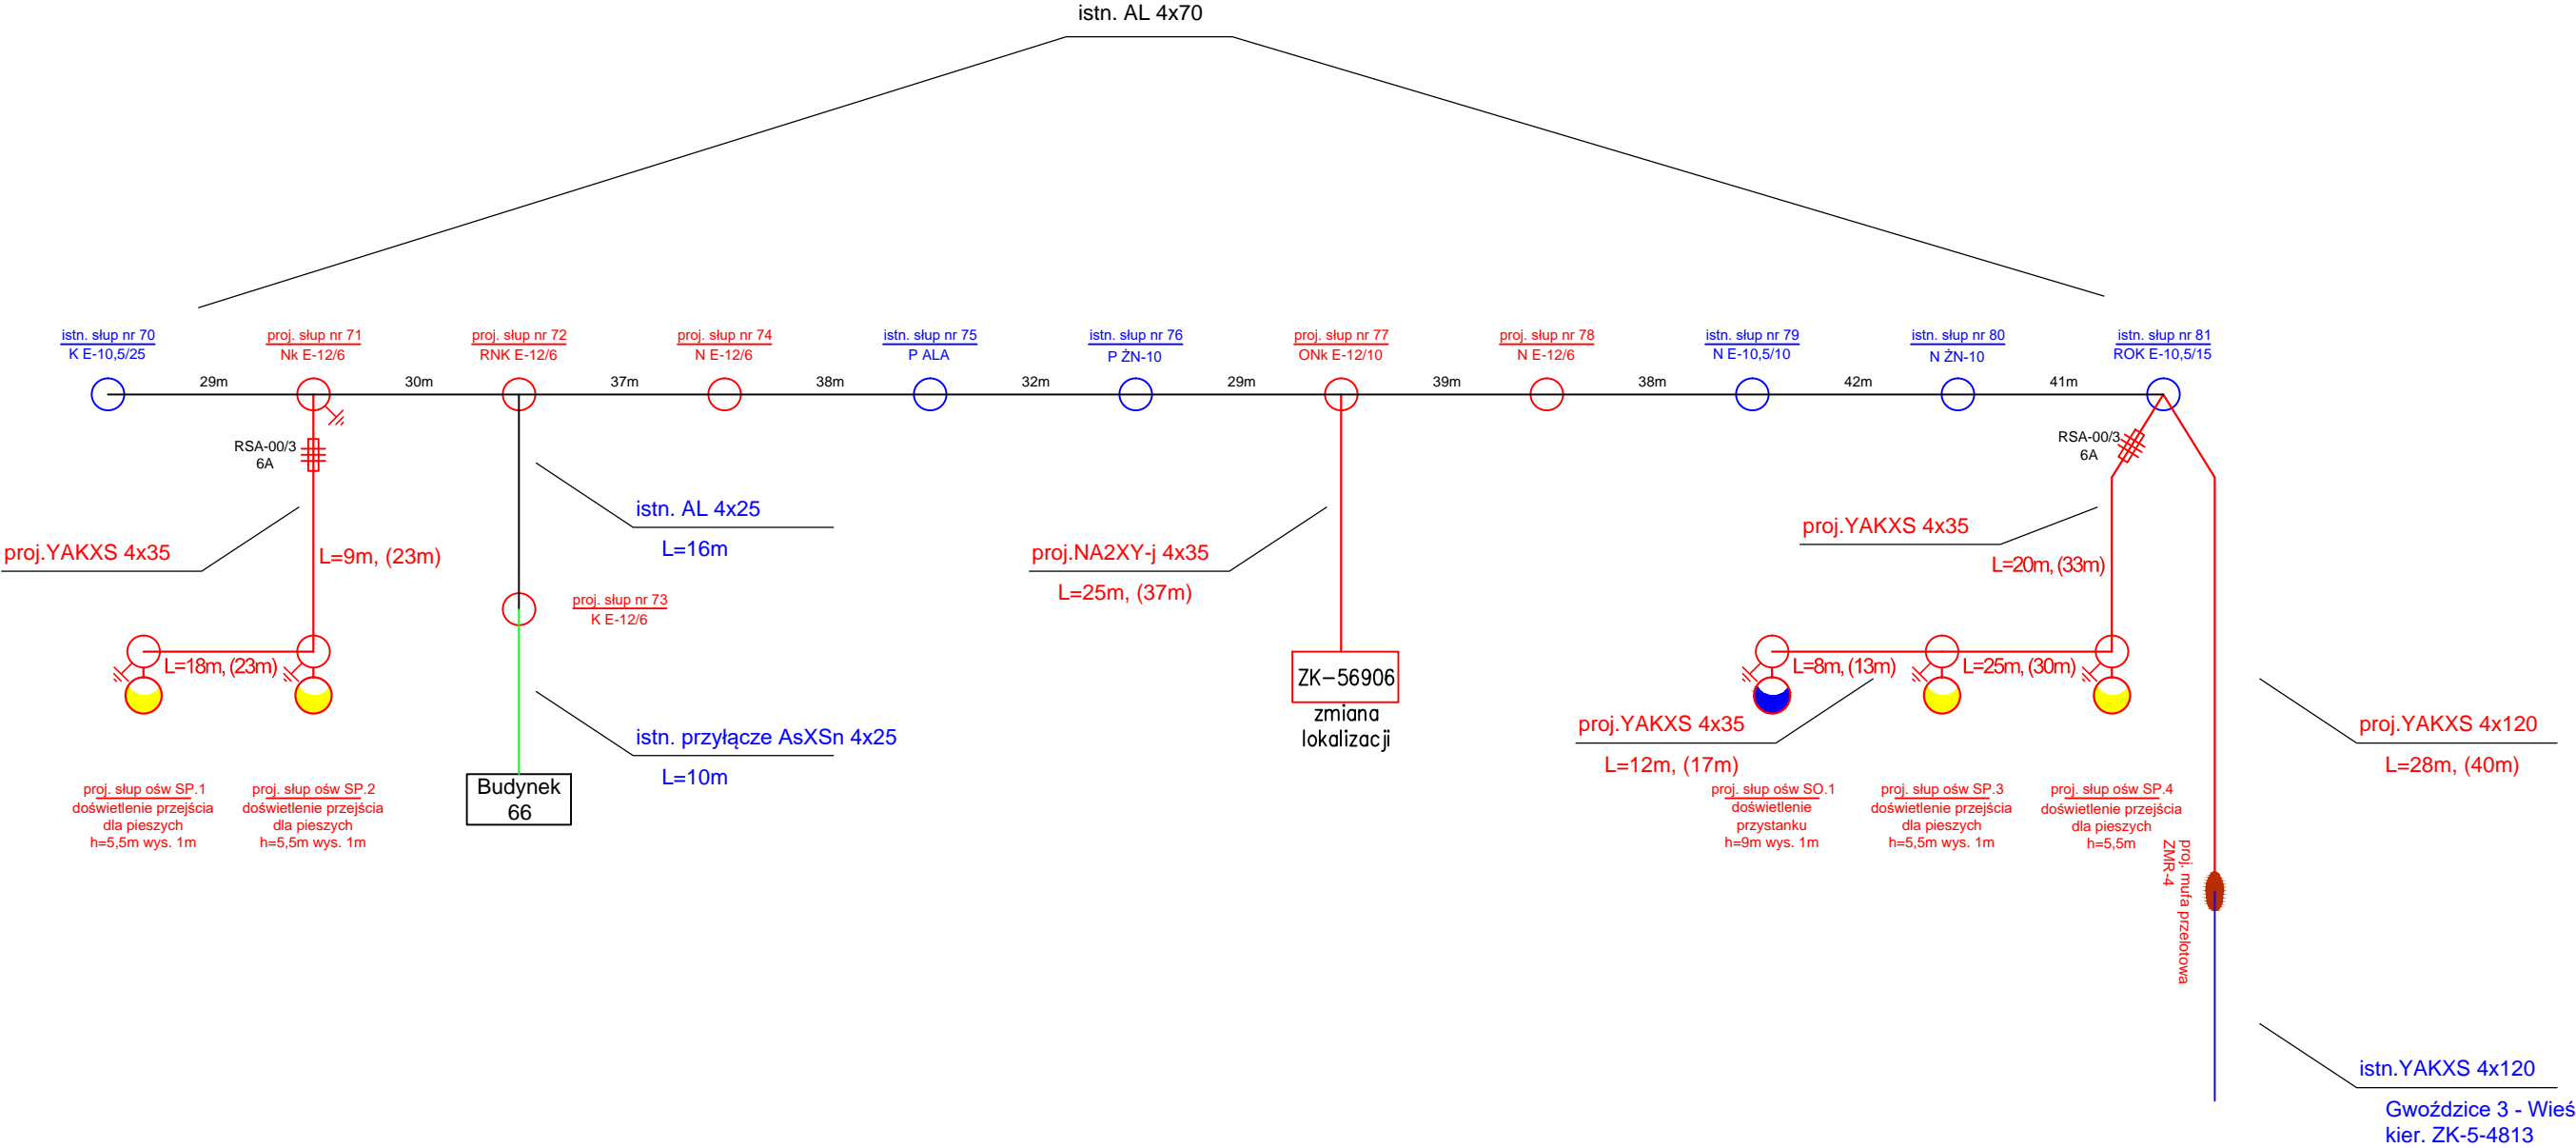 istn. AL 4x70
istn. słup nr 70
K E-10,5/25
proj. słup nr 71
Nk E-12/6
proj. słup nr 72
RNK E-12/6
proj. słup nr 74
N E-12/6
istn. słup nr 75
P ALA
istn. słup nr 76
P ŻN-10
proj. słup nr 77
ONk E-12/10
proj. słup nr 78
N E-12/6
istn. słup nr 79
N E-10,5/10
istn. słup nr 80
N ŻN-10
istn. słup nr 81
ROK E-10,5/15
29m
30m
37m
38m
32m
29m
39m
38m
42m
41m
RSA-00/3
6A
RSA-00/3
6A
istn. AL 4x25
L=16m
proj.YAKXS 4x35
L=9m, (23m)
proj.NA2XY-j 4x35
L=25m, (37m)
proj.YAKXS 4x35
L=20m, (33m)
proj. słup nr 73
K E-12/6
L=18m, (23m)
ZK-56906
zmiana
lokalizacji
L=8m, (13m)
L=25m, (30m)
istn. przyłącze AsXSn 4x25
L=10m
proj.YAKXS 4x35
L=12m, (17m)
proj.YAKXS 4x120
L=28m, (40m)
Budynek
66
proj. słup ośw SP.1
doświetlenie przejścia
dla pieszych
h=5,5m wys. 1m
proj. słup ośw SP.2
doświetlenie przejścia
dla pieszych
h=5,5m wys. 1m
proj. słup ośw SO.1
doświetlenie
przystanku
h=9m wys. 1m
proj. słup ośw SP.3
doświetlenie przejścia
dla pieszych
h=5,5m wys. 1m
proj. słup ośw SP.4
doświetlenie przejścia
dla pieszych
h=5,5m
proj. mufa przelotowa
ZMR-4
istn.YAKXS 4x120
Gwoździce 3 - Wieś
kier. ZK-5-4813